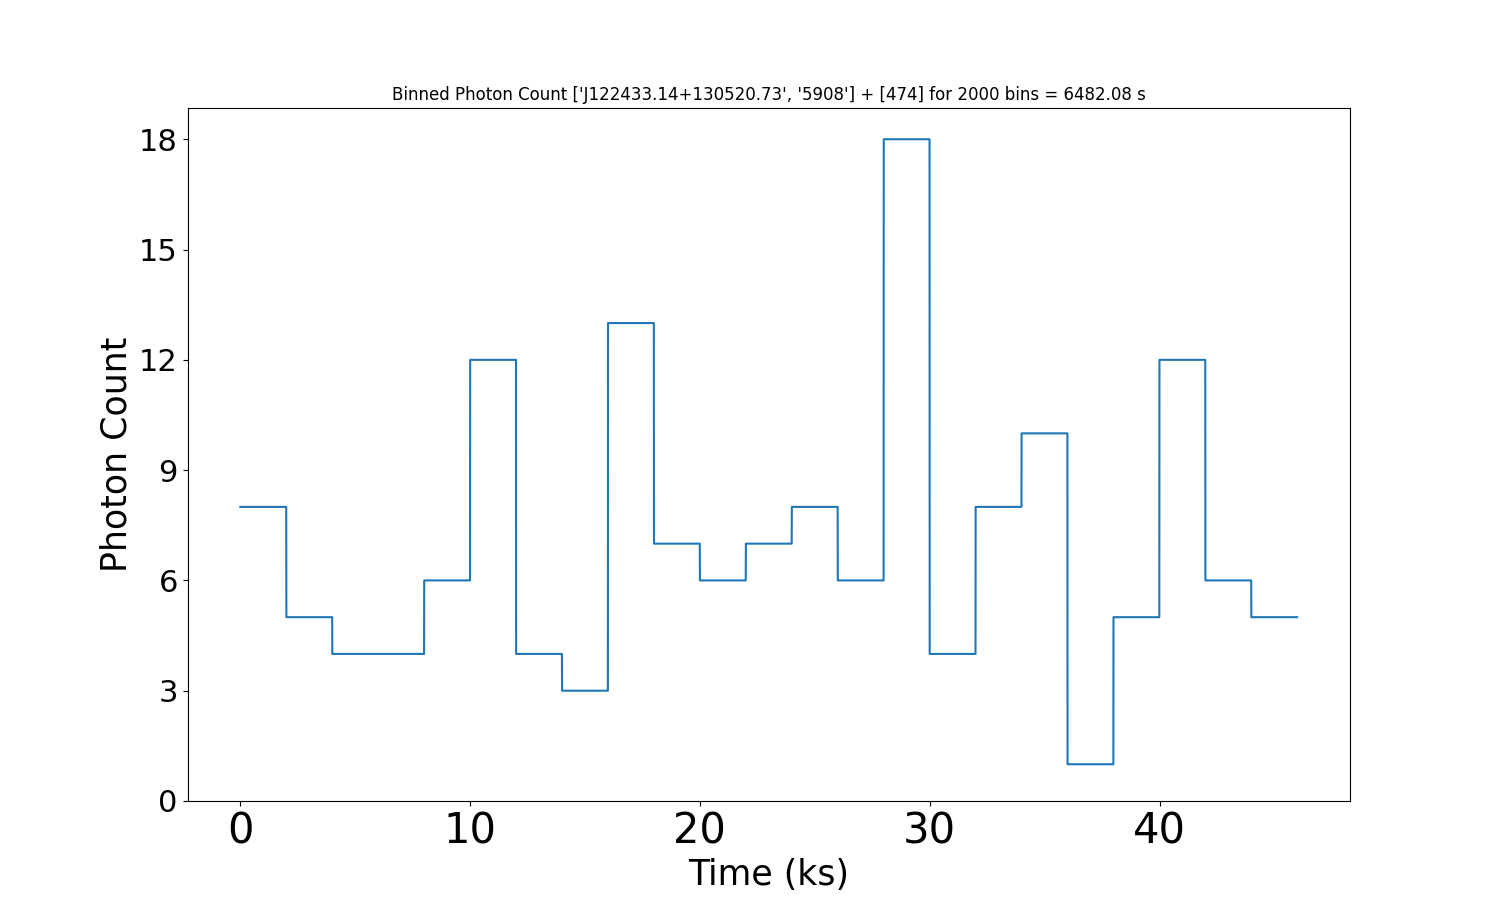 Binned Photon Count ['J122433.14+130520.73', '5908'] + [474] for 2000 bins = 6482.08 s
18
15
12
9
6
3
0
Photon Count
0 10 20 30 40
Time (ks)